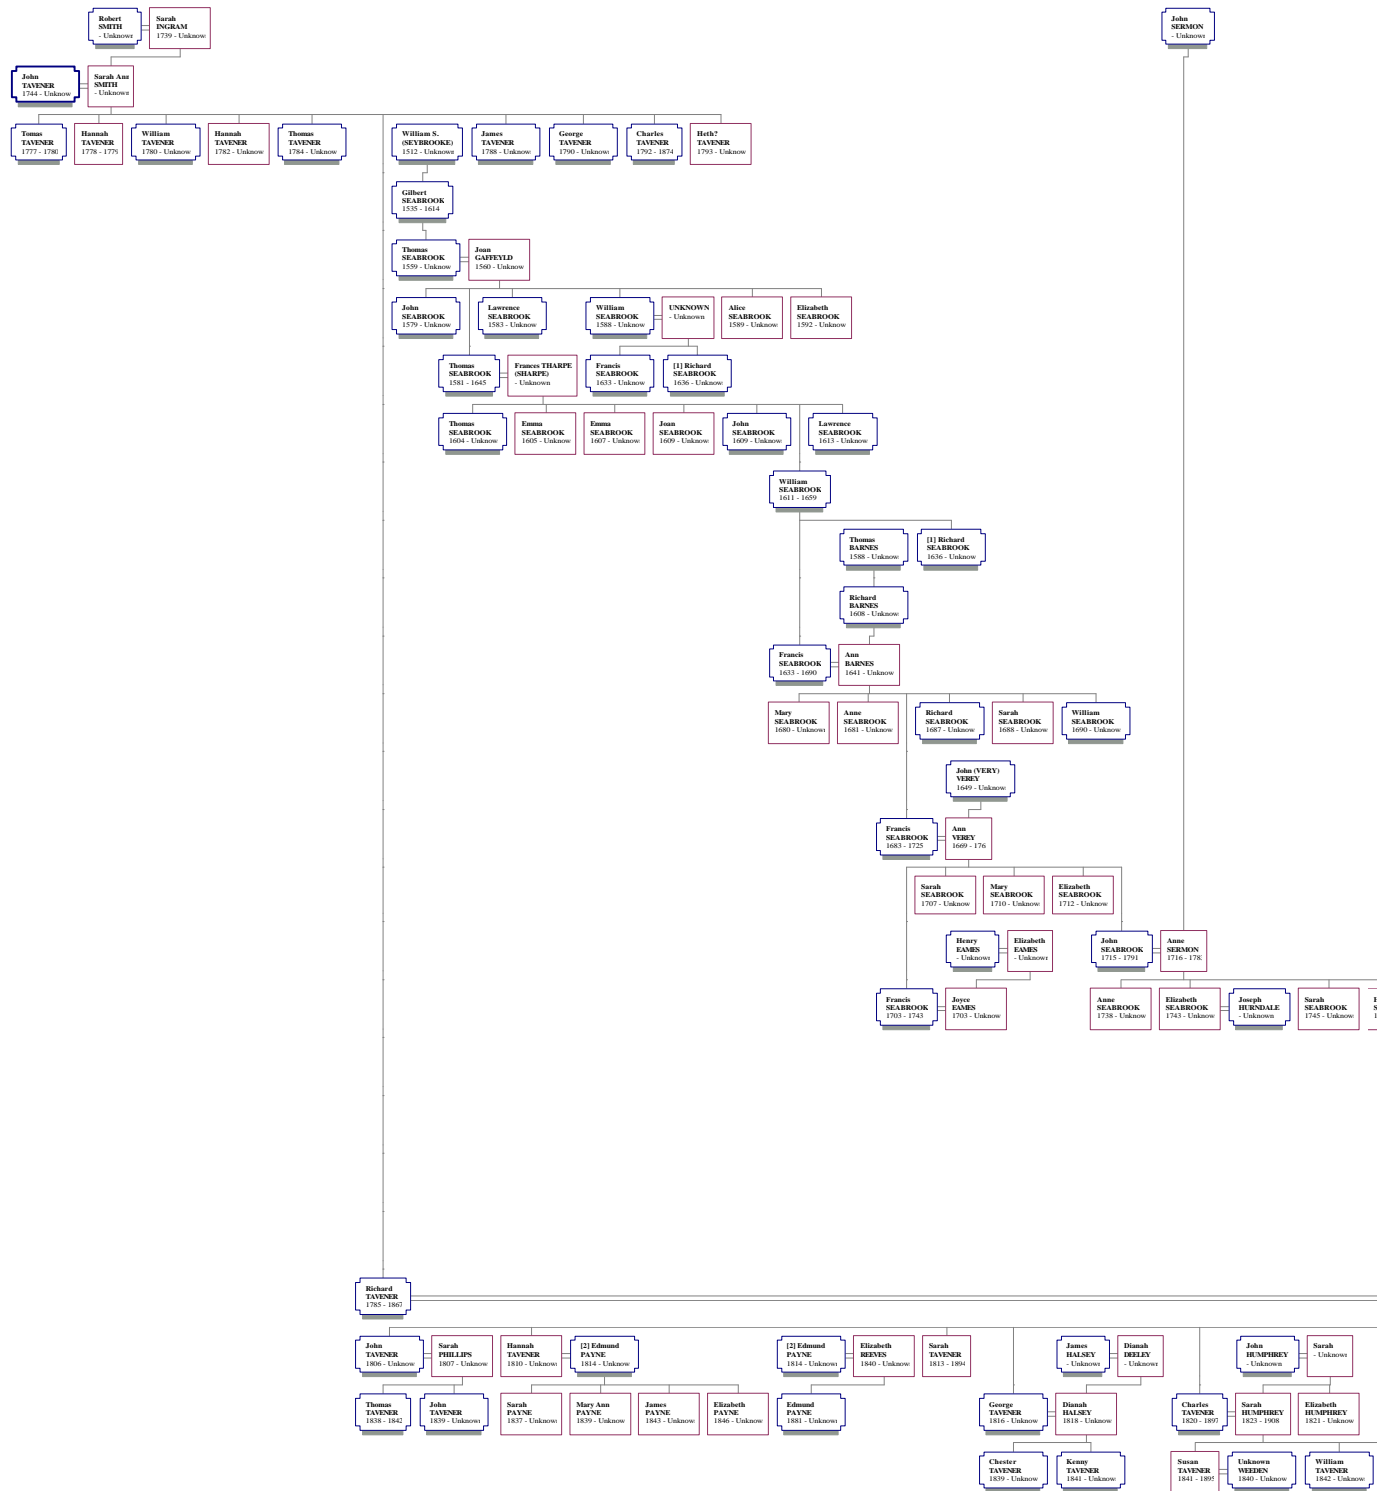 Robert
SMITH
- Unknown
Sarah
INGRAM
1739 - Unknow
John
SERMON
- Unknown
John
TAVENER
1744 - Unknow
Sarah Ann
SMITH
- Unknown
Tomas
TAVENER
1777 - 1780
Hannah
TAVENER
1778 - 1779
William
TAVENER
1780 - Unknow
Hannah
TAVENER
1782 - Unknow
Thomas
TAVENER
1784 - Unknow
William S.
(SEYBROOKE)
1512 - Unknown
James
TAVENER
1788 - Unknow
George
TAVENER
1790 - Unknow
Charles
TAVENER
1792 - 1874
Heth?
TAVENER
1793 - Unknow
Gilbert
SEABROOK
1535 - 1614
Thomas
SEABROOK
1559 - Unknow
Joan
GAFFEYLD
1560 - Unknow
John
SEABROOK
1579 - Unknow
Lawrence
SEABROOK
1583 - Unknow
William
SEABROOK
1588 - Unknow
UNKNOWN
- Unknown
Alice
SEABROOK
1589 - Unknow
Elizabeth
SEABROOK
1592 - Unknow
Thomas
SEABROOK
1581 - 1645
Frances THARPE
(SHARPE)
- Unknown
Francis
SEABROOK
1633 - Unknow
[1] Richard
SEABROOK
1636 - Unknow
Thomas
SEABROOK
1604 - Unknow
Emma
SEABROOK
1605 - Unknow
Emma
SEABROOK
1607 - Unknow
Joan
SEABROOK
1609 - Unknow
John
SEABROOK
1609 - Unknow
Lawrence
SEABROOK
1613 - Unknow
William
SEABROOK
1611 - 1659
Thomas
BARNES
1588 - Unknow
[1] Richard
SEABROOK
1636 - Unknow
Richard
BARNES
1608 - Unknow
Francis
SEABROOK
1633 - 1690
Ann
BARNES
1641 - Unknow
Mary
SEABROOK
1680 - Unknown
Anne
SEABROOK
1681 - Unknow
Richard
SEABROOK
1687 - Unknow
Sarah
SEABROOK
1688 - Unknow
William
SEABROOK
1690 - Unknow
John (VERY)
VEREY
1649 - Unknow
Francis
SEABROOK
1683 - 1725
Ann
VEREY
1669 - 176
Sarah
SEABROOK
1707 - Unknow
Mary
SEABROOK
1710 - Unknow
Elizabeth
SEABROOK
1712 - Unknow
Henry
EAMES
- Unknown
Elizabeth
EAMES
- Unknown
John
SEABROOK
1715 - 1791
Anne
SERMON
1716 - 178
Francis
SEABROOK
1703 - 1743
Joyce
EAMES
1703 - Unknow
Anne
SEABROOK
1738 - Unknow
Elizabeth
SEABROOK
1743 - Unknow
Joseph
HURNDALE
- Unknown
Sarah
SEABROOK
1745 - Unknow
Richard
TAVENER
1785 - 1867
John
TAVENER
1806 - Unknow
Sarah
PHILLIPS
1807 - Unknow
Hannah
TAVENER
1810 - Unknow
[2] Edmund
PAYNE
1814 - Unknow
[2] Edmund
PAYNE
1814 - Unknow
Elizabeth
REEVES
1840 - Unknow
Sarah
TAVENER
1813 - 1894
James
HALSEY
- Unknown
Dianah
DEELEY
- Unknown
John
HUMPHREY
- Unknown
Sarah
- Unknown
Thomas
TAVENER
1838 - 1842
John
TAVENER
1839 - Unknow
Sarah
PAYNE
1837 - Unknow
Mary Ann
PAYNE
1839 - Unknow
James
PAYNE
1843 - Unknow
Elizabeth
PAYNE
1846 - Unknow
Edmund
PAYNE
1881 - Unknow
George
TAVENER
1816 - Unknow
Dianah
HALSEY
1818 - Unknow
Charles
TAVENER
1820 - 1897
Sarah
HUMPHREY
1823 - 1908
Elizabeth
HUMPHREY
1821 - Unknow
Chester
TAVENER
1839 - Unknow
Kenny
TAVENER
1841 - Unknow
Susan
TAVENER
1841 - 1895
Unknown
WEEDEN
1840 - Unknow
William
TAVENER
1842 - Unknow